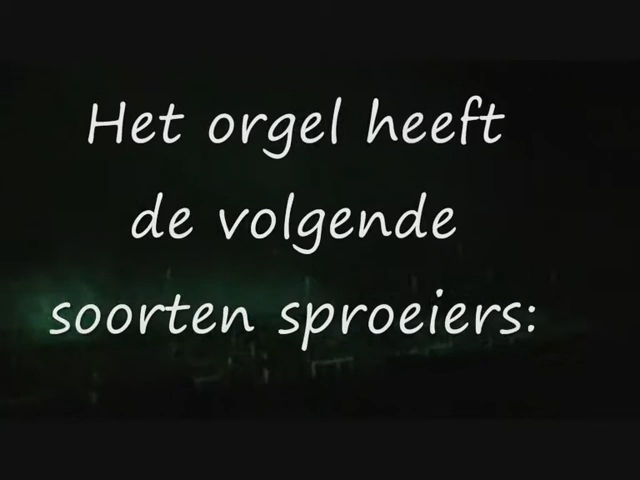 Het orgel heeft
de volgende
soorten sproeiers: